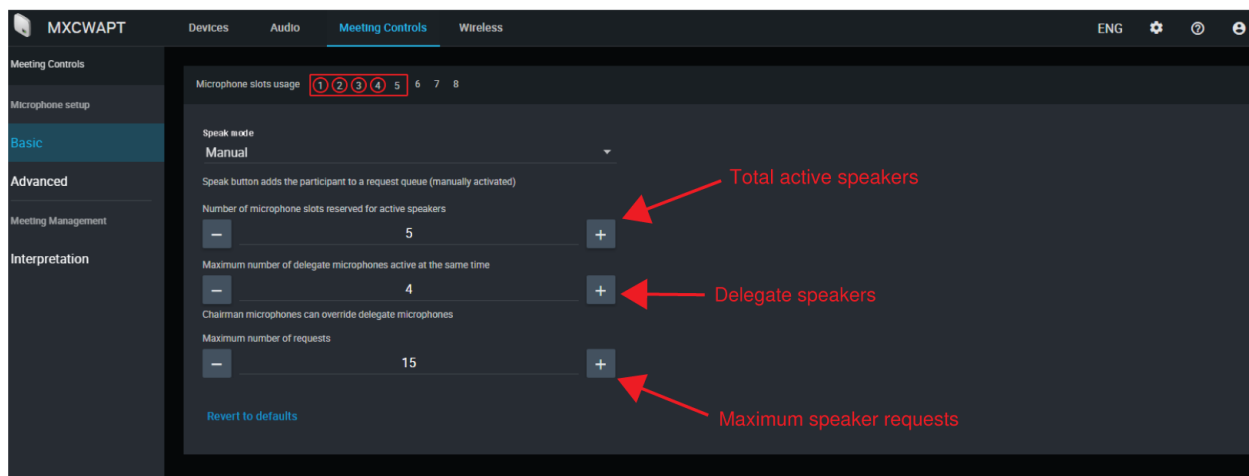 MXCWAPT Devices Audio Meeting Controls Wireless ENG
Meeting Controls
Microphone slots usage 1 2 3 4 5 6 7 8
Microphone setup
Basic
Advanced
Meeting Management
Interpretation
Speak mode
Manual
Speak button adds the participant to a request queue (manually activated)
Total active speakers
Number of microphone slots reserved for active speakers
− 5 +
Maximum number of delegate microphones active at the same time
− 4 +
Delegate speakers
Chairman microphones can override delegate microphones
Maximum number of requests
− 15 +
Maximum speaker requests
Revert to defaults